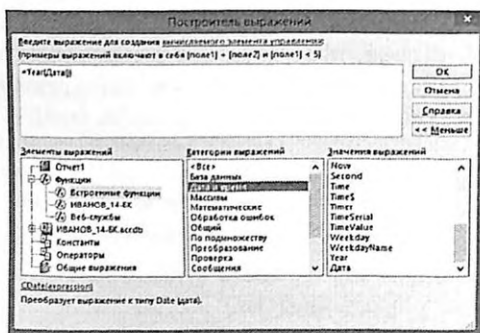 Построитель выражений
Введите выражение для создания вычисляемого элемента управления:
(Примеры выражений включают в себя [поле1] + [поле2] и [поле1] < 5)
=Year(Дата())
ОК
Отмена
Справка
<< Меньше
Элементы выражений
Отчет1
Функции
Встроенные функции
ИВАНОВ_14-БК
Веб-службы
ИВАНОВ_14-БК.accdb
Константы
Операторы
Общие выражения
Категории выражений
<Все>
База данных
Дата и время
Массивы
Математические
Обработка ошибок
Общий
По подмножеству
Преобразование
Проверка
Сообщения
Значения выражений
Now
Second
Time
Time$
Timer
TimeSerial
TimeValue
Weekday
WeekdayName
Year
Дата
CDate(expression)
Преобразует выражение к типу Date (дата).